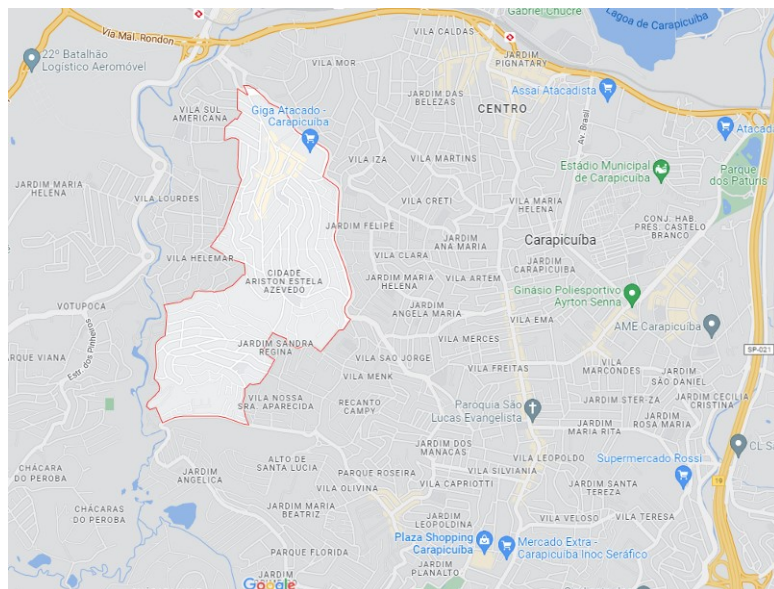 Gabriel Chucre
Lagoa de Carapicuíba
Via Mal. Rondon
VILA CALDAS
22º Batalhão
Logístico Aeromóvel
VILA MOR
JARDIM
PIGNATARY
Assaí Atacadista
JARDIM DAS
BELEZAS
CENTRO
VILA SUL
AMERICANA
Giga Atacado -
Carapicuíba
Av. Brasil
Atacad
VILA IZA
VILA MARTINS
Estádio Municipal
de Carapicuíba
Parque
dos Paturis
JARDIM MARIA
HELENA
VILA LOURDES
VILA CRETI
VILA MARIA
HELENA
CONJ. HAB.
PRES. CASTELO
BRANCO
JARDIM FELIPE
JARDIM
ANA MARIA
Carapicuíba
VILA HELEMAR
VILA CLARA
JARDIM
CARAPICUIBA
CIDADE
ARISTON ESTELA
AZEVEDO
JARDIM MARIA
HELENA
VILA ARTEM
Ginásio Poliesportivo
Ayrton Senna
VOTUPOCA
JARDIM
ANGELA MARIA
VILA EMA
AME Carapicuíba
Estr. dos Pinheiros
JARDIM SANDRA
REGINA
VILA MERCES
SP-021
ARQUE VIANA
VILA SAO JORGE
VILA MENK
VILA FREITAS
VILA
MARCONDES
JARDIM
SÃO DANIEL
VILA NOSSA
SRA. APARECIDA
RECANTO
CAMPY
Paróquia São
Lucas Evangelista
JARDIM STER-ZA
JARDIM CECILIA
CRISTINA
JARDIM
MARIA RITA
JARDIM
ROSA MARIA
JARDIM DOS
MANACAS
CL S
ALTO DE
SANTA LUCIA
VILA LEOPOLDO
Supermercado Rossi
CHÁCARA
DO PEROBA
JARDIM
ANGÉLICA
PARQUE ROSEIRA
VILA SILVIANIA
VILA OLIVINA
VILA CAPRIOTTI
JARDIM SANTA
TEREZA
CHÁCARAS
DO PEROBA
JARDIM MARIA
BEATRIZ
JARDIM
LEOPOLDINA
VILA VELOSO
VILA TERESA
PARQUE FLORIDA
Plaza Shopping
Carapicuíba
Mercado Extra -
Carapicuiba Inoc Seráfico
JARDIM
JARDIM
PLANALTO
Google